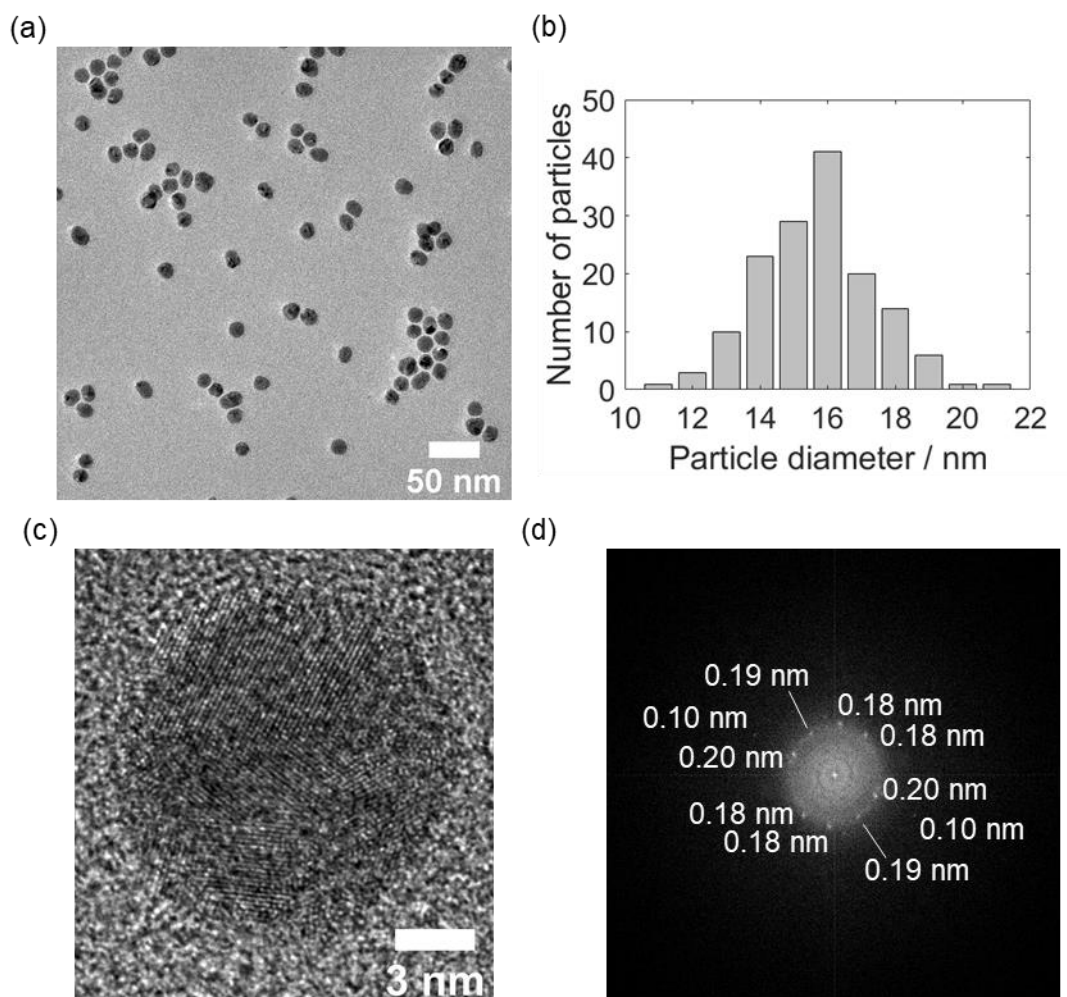 (a)
50 nm
(b)
Number of particles
50
40
30
20
10
0
10 12 14 16 18 20 22
Particle diameter / nm
(c)
3 nm
(d)
0.19 nm
0.18 nm
0.10 nm
0.18 nm
0.20 nm
0.20 nm
0.18 nm
0.10 nm
0.18 nm
0.19 nm